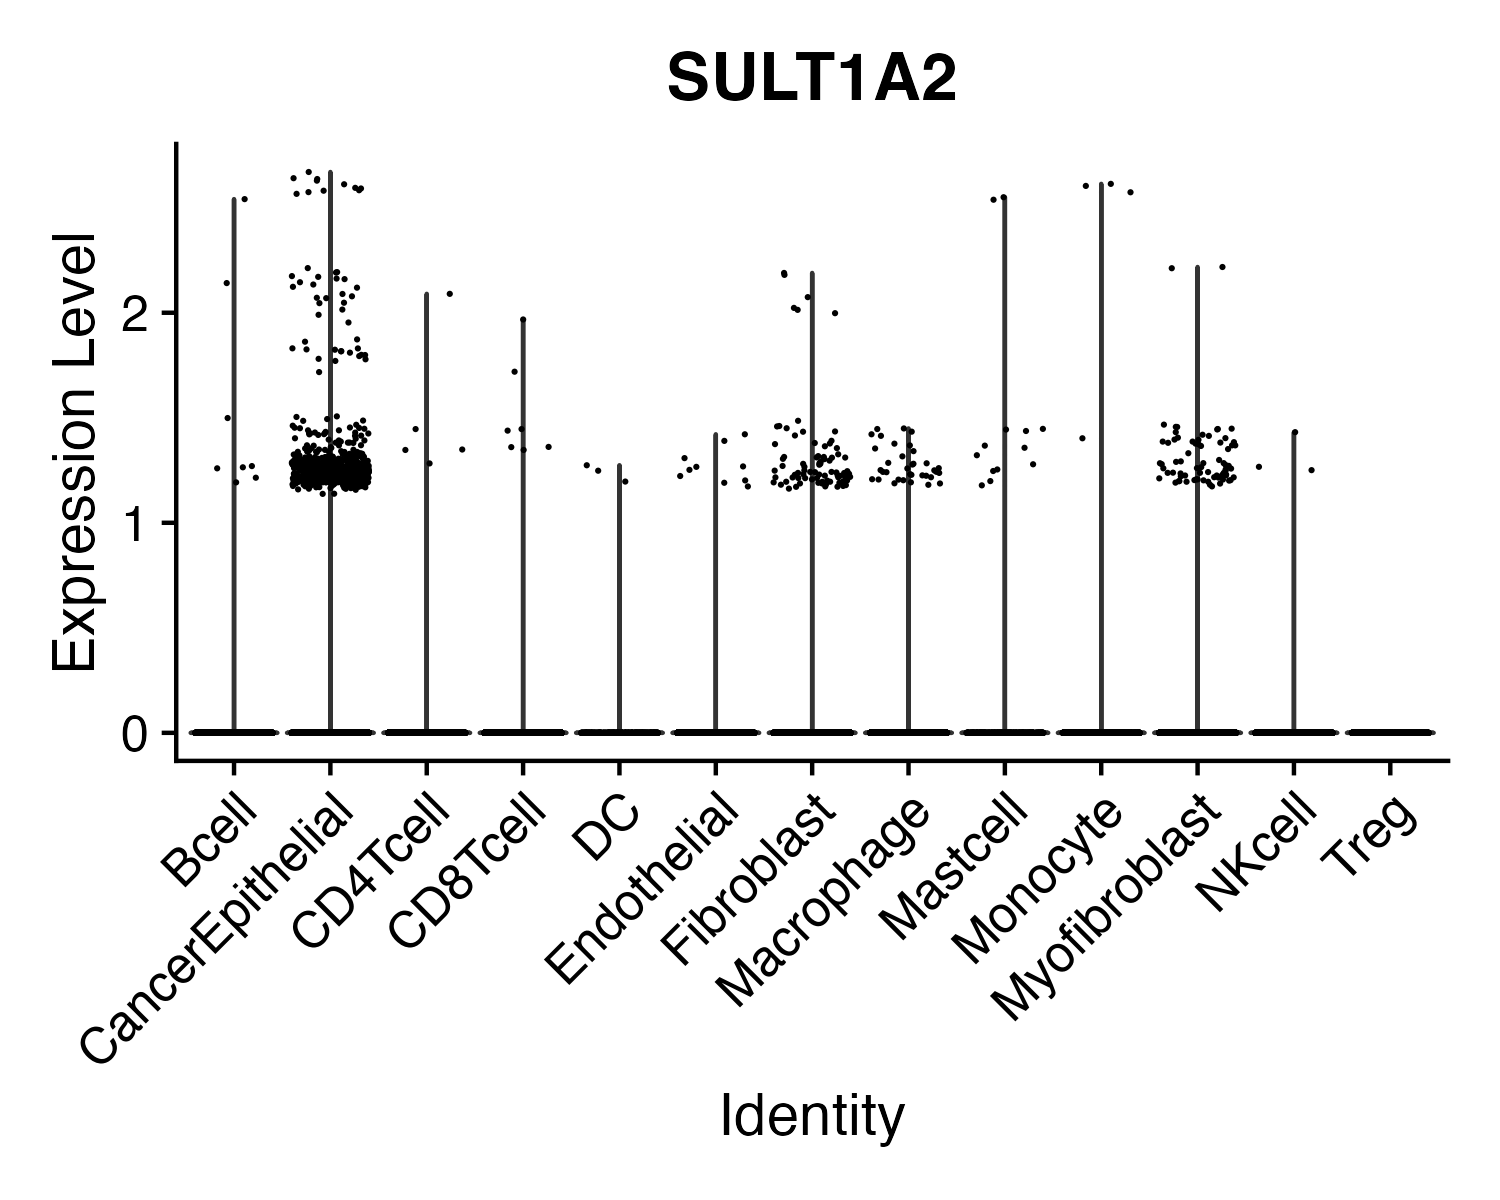 SULT1A2
Expression Level
2
1
0
Bcell
CancerEpithelial
CD4Tcell
CD8Tcell
DC
Endothelial
Fibroblast
Macrophage
Mastcell
Monocyte
Myofibroblast
NKcell
Treg
Identity